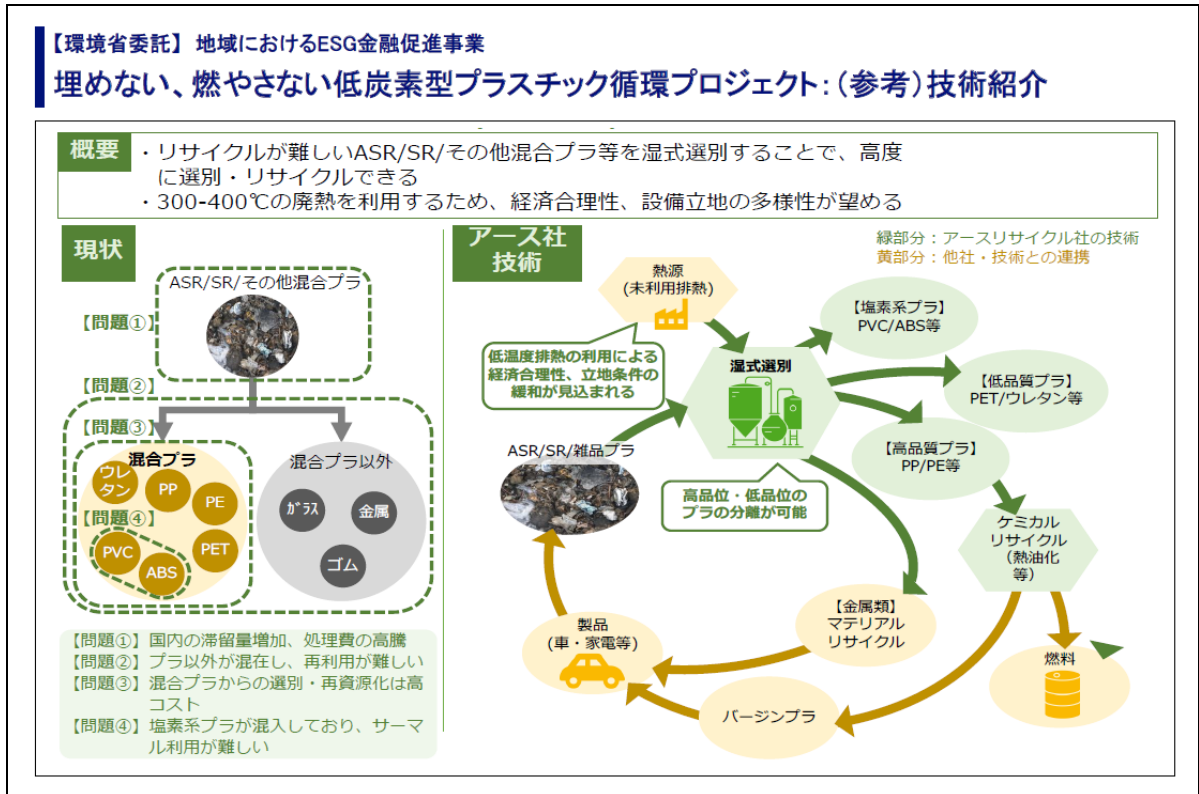 【環境省委託】 地域におけるESG金融促進事業
埋めない、燃やさない低炭素型プラスチック循環プロジェクト：（参考）技術紹介
概要
・リサイクルが難しいASR/SR/その他混合プラ等を湿式選別することで、高度
に選別・リサイクルできる
・300-400℃の廃熱を利用するため、経済合理性、設備立地の多様性が望める
現状
ASR/SR/その他混合プラ
【問題①】
【問題②】
【問題③】
混合プラ
混合プラ以外
ウレ
タン
PP
PE
【問題④】
PVC
ABS
PET
ガラス
金属
ゴム
【問題①】国内の滞留量増加、処理費の高騰
【問題②】プラ以外が混在し、再利用が難しい
【問題③】混合プラからの選別・再資源化は高
コスト
【問題④】塩素系プラが混入しており、サーマ
ル利用が難しい
アース社
技術
緑部分：アースリサイクル社の技術
黄部分：他社・技術との連携
熱源
(未利用排熱)
低温度排熱の利用による
経済合理性、立地条件の
緩和が見込まれる
湿式選別
【塩素系プラ】
PVC/ABS等
【低品質プラ】
PET/ウレタン等
【高品質プラ】
PP/PE等
ASR/SR/雑品プラ
高品位・低品位の
プラの分離が可能
ケミカル
リサイクル
（熱油化
等）
【金属類】
マテリアル
リサイクル
製品
(車・家電等)
バージンプラ
燃料